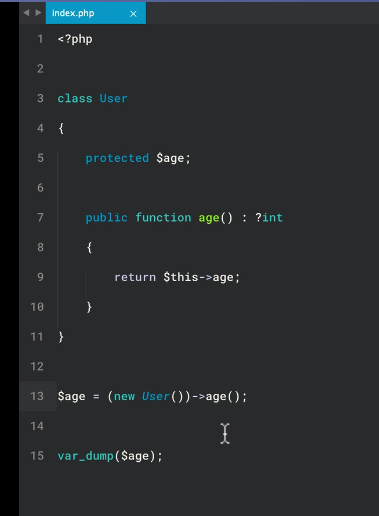 index.php ×
1 <?php
2
3 class User
4 {
5     protected $age;
6
7     public function age() : ?int
8     {
9         return $this->age;
10     }
11 }
12
13 $age = (new User())->age();
14
15 var_dump($age);